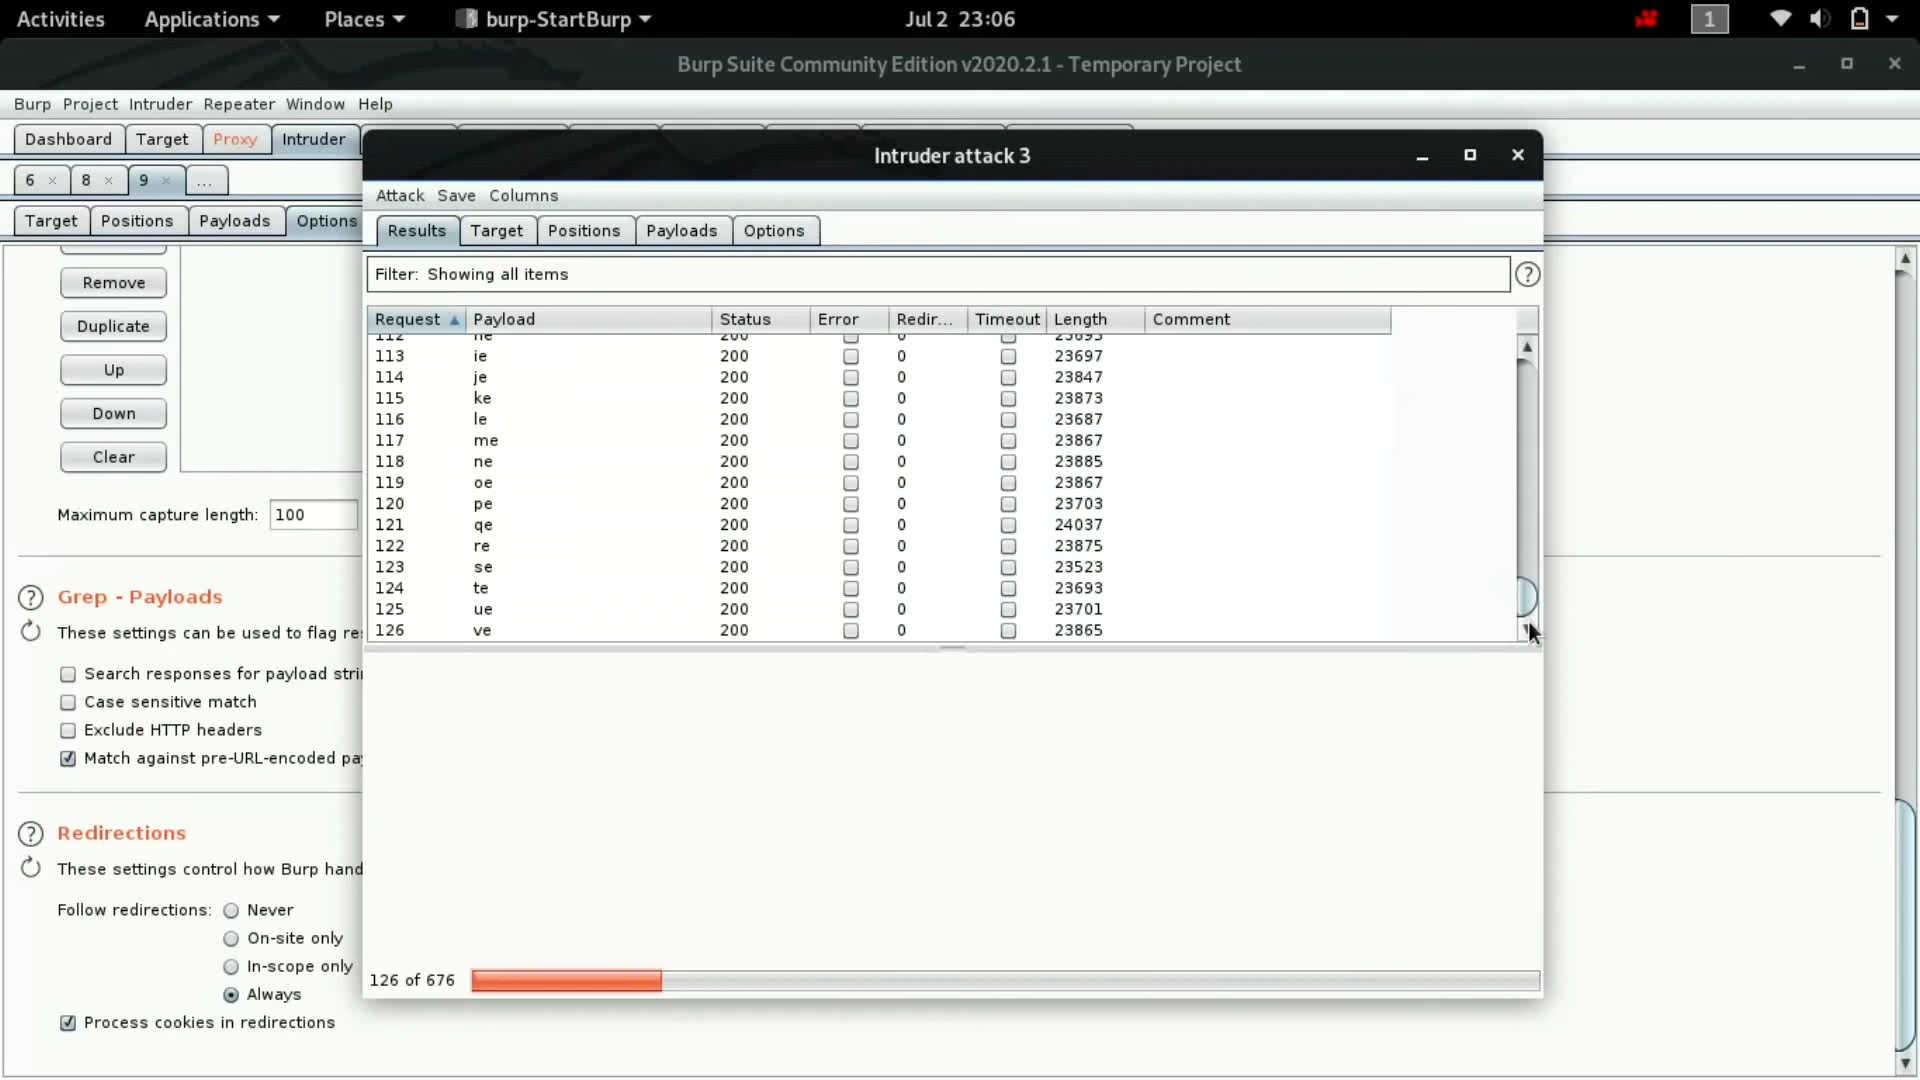 Activities Applications Places burp-StartBurp Jul 2 23:06 1
Burp Suite Community Edition v2020.2.1 - Temporary Project
Burp Project Intruder Repeater Window Help
Dashboard Target Proxy Intruder
6 × 8 × 9 × ...
Target Positions Payloads Options
Remove
Duplicate
Up
Down
Clear
Maximum capture length: 100
? Grep - Payloads
These settings can be used to flag
Search responses for payload
Case sensitive match
Exclude HTTP headers
Match against pre-URL-encoded
? Redirections
These settings control how Burp
Follow redirections: Never
On-site only
In-scope only
Always
Process cookies in redirections
Intruder attack 3
Attack Save Columns
Results Target Positions Payloads Options
Filter: Showing all items ?
Request Payload Status Error Redir... Timeout Length Comment
113 ie 200 0 23697
114 je 200 0 23847
115 ke 200 0 23873
116 le 200 0 23687
117 me 200 0 23867
118 ne 200 0 23885
119 oe 200 0 23867
120 pe 200 0 23703
121 qe 200 0 24037
122 re 200 0 23875
123 se 200 0 23523
124 te 200 0 23693
125 ue 200 0 23701
126 ve 200 0 23865
126 of 676